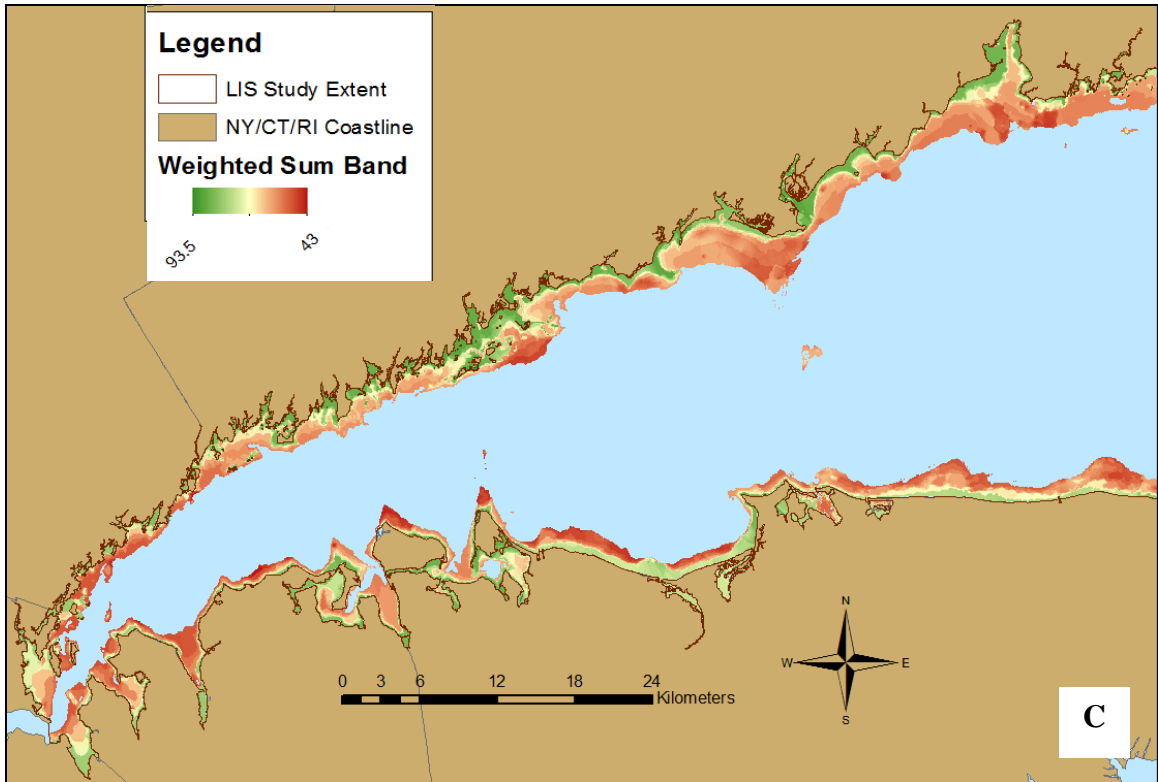 Legend
LIS Study Extent
NY/CT/RI Coastline
Weighted Sum Band
93.5
43
N
W
E
S
0 3 6 12 18 24
Kilometers
C